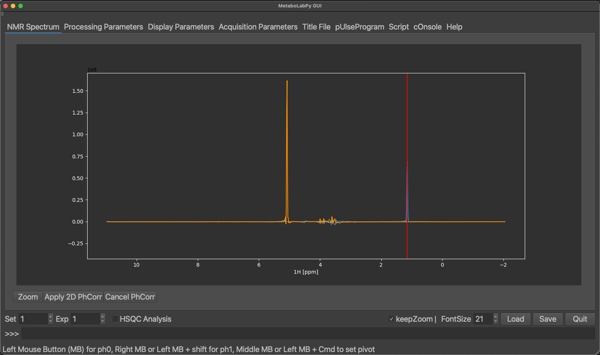 MetaboLabPy GUI
NMR Spectrum Processing Parameters Display Parameters Acquisition Parameters Title File pUlseProgram Script cOnsole Help
1.50
1.25
1.00
0.75
0.50
0.25
0.00
−0.25
10 8 6 4 2 0 −2
1H [ppm]
Zoom Apply 2D PhCorr Cancel PhCorr
Set 1 Exp 1 HSQC Analysis ✓ keepZoom | FontSize 21 Load Save Quit
>>>
Left Mouse Button (MB) for ph0, Right MB or Left MB + shift for ph1, Middle MB or Left MB + Cmd to set pivot